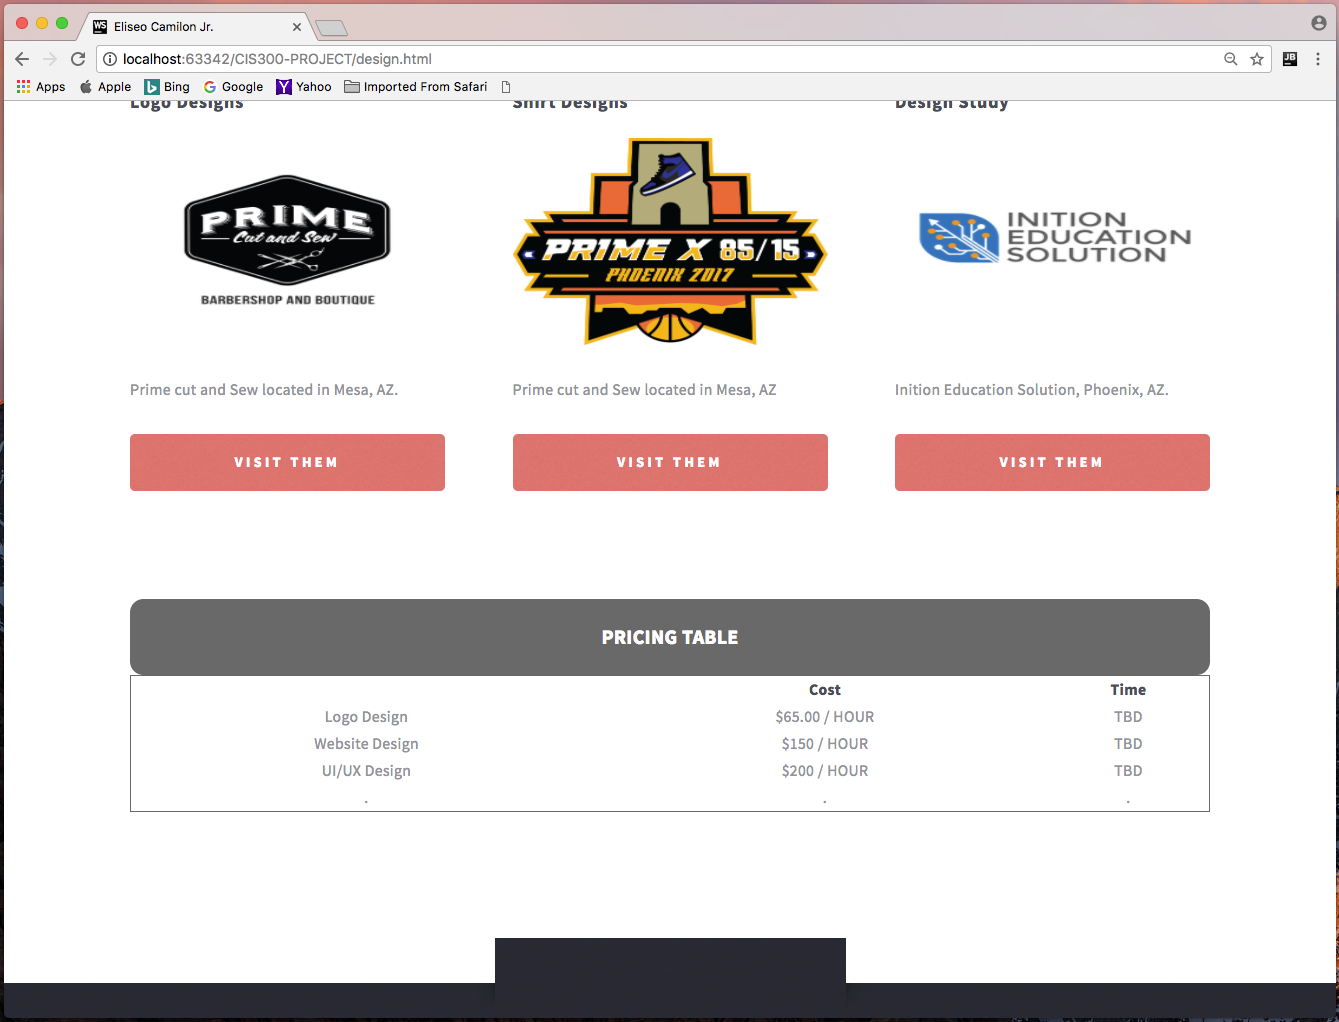 WS Eliseo Camilon Jr.
localhost:63342/CIS300-PROJECT/design.html
JB
Apps Apple Bing Google Yahoo Imported From Safari
Logo Designs Shirt Designs Design Study
PRIME
Cut and Sew
BARBERSHOP AND BOUTIQUE
PRIME X 85/15
PHOENIX 2017
INITION
EDUCATION
SOLUTION
Prime cut and Sew located in Mesa, AZ. Prime cut and Sew located in Mesa, AZ Inition Education Solution, Phoenix, AZ.
VISIT THEM VISIT THEM VISIT THEM
PRICING TABLE
Cost Time
Logo Design $65.00 / HOUR TBD
Website Design $150 / HOUR TBD
UI/UX Design $200 / HOUR TBD
. . .